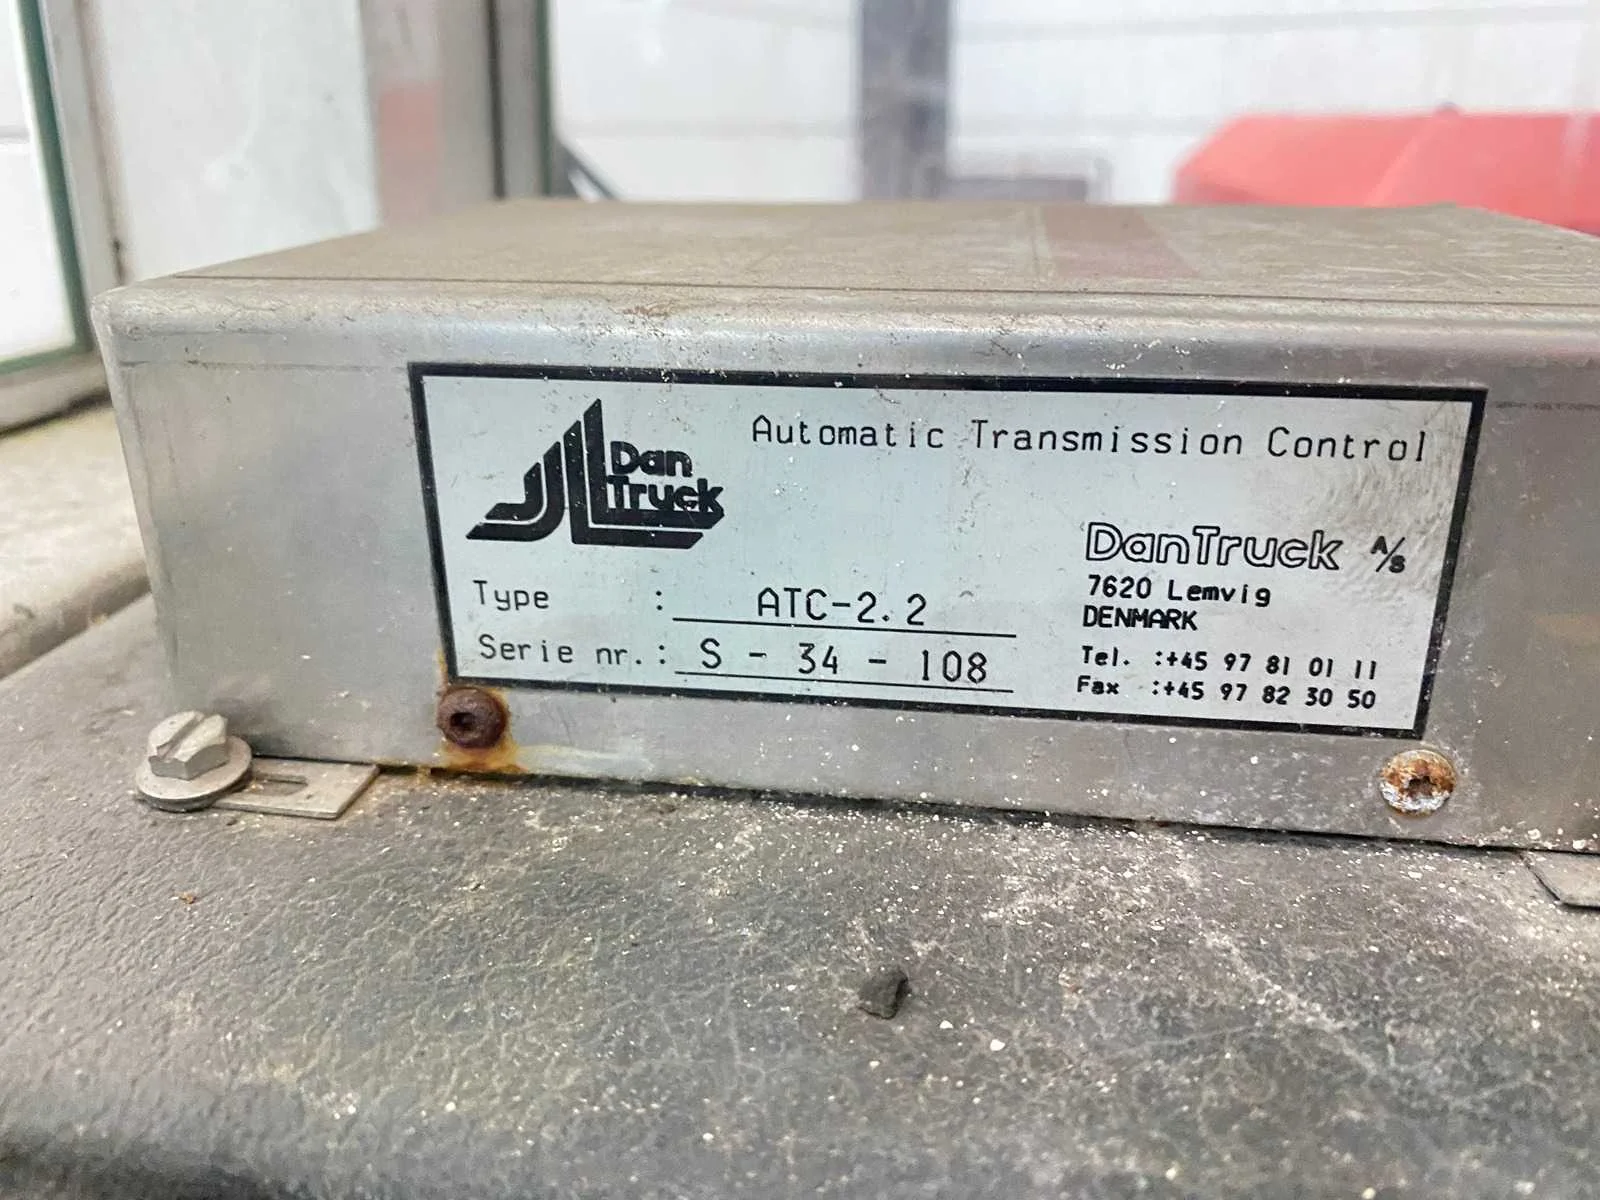 Dan
Truck
Automatic Transmission Control
DanTruck A/S
7620 Lemvig
DENMARK
Type : ATC-2.2
Serie nr.: S - 34 - 108
Tel. :+45 97 81 01 11
Fax :+45 97 82 30 50